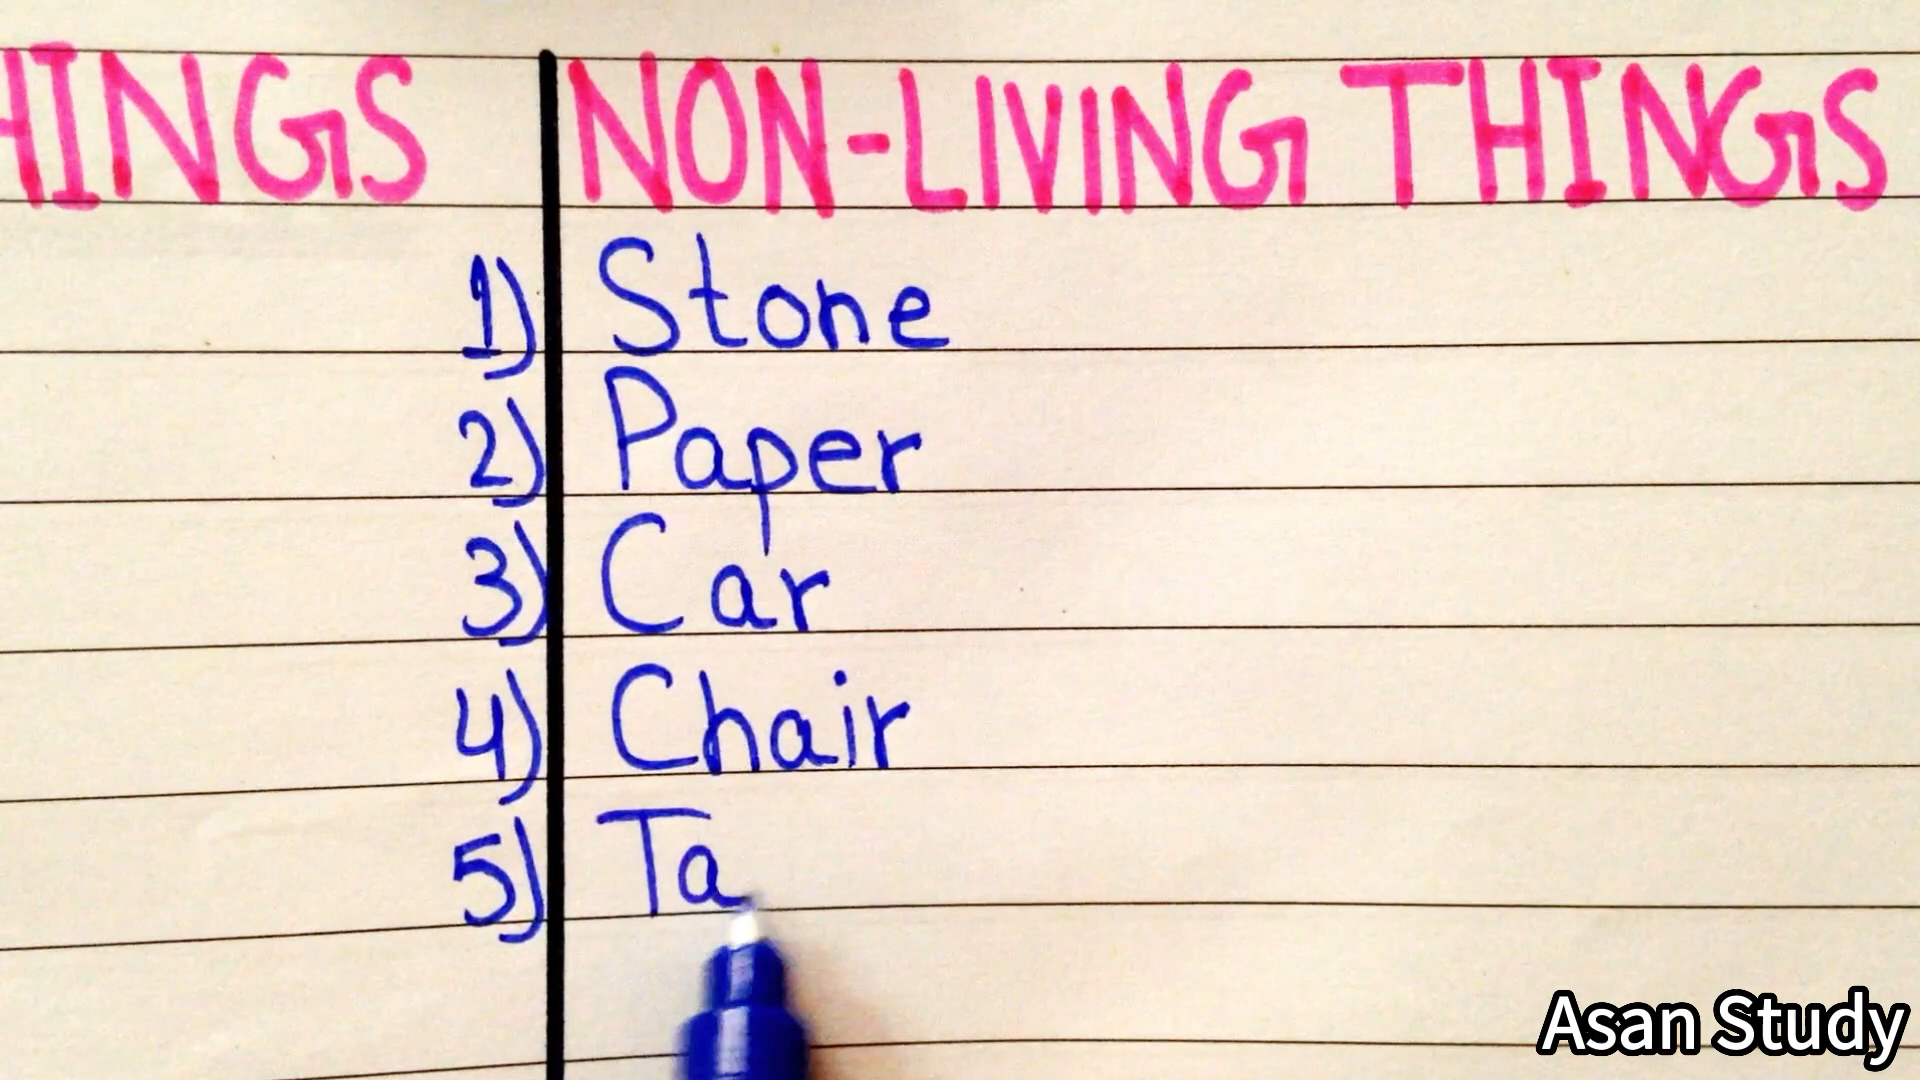 HINGS NON-LIVING THINGS
1) Stone
2) Paper
3) Car
4) Chair
5) Ta
Asan Study